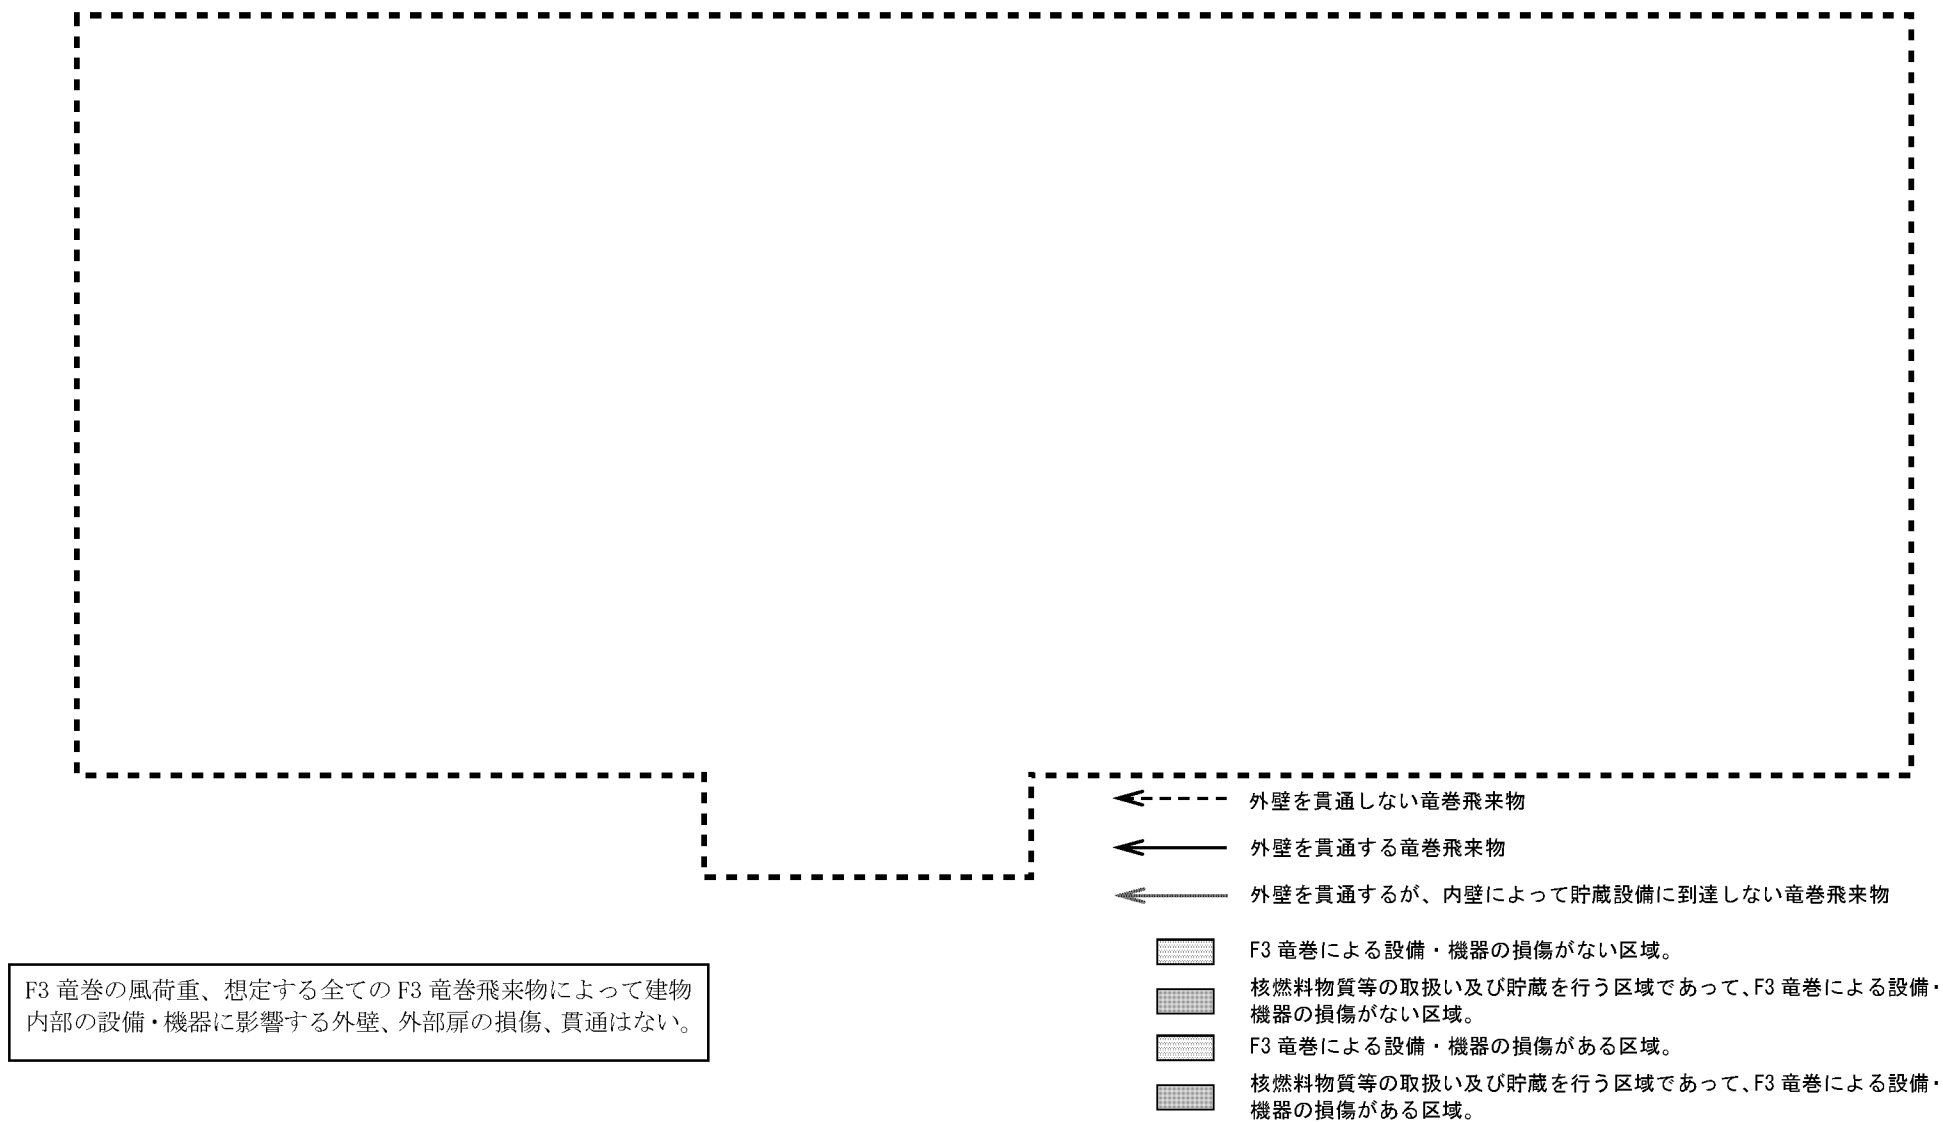 外壁を貫通しない竜巻飛来物
外壁を貫通する竜巻飛来物
外壁を貫通するが、内壁によって貯蔵設備に到達しない竜巻飛来物
F3 竜巻による設備・機器の損傷がない区域。
核燃料物質等の取扱い及び貯蔵を行う区域であって、F3 竜巻による設備・
機器の損傷がない区域。
F3 竜巻による設備・機器の損傷がある区域。
核燃料物質等の取扱い及び貯蔵を行う区域であって、F3 竜巻による設備・
機器の損傷がある区域。
F3 竜巻の風荷重、想定する全ての F3 竜巻飛来物によって建物
内部の設備・機器に影響する外壁、外部扉の損傷、貫通はない。